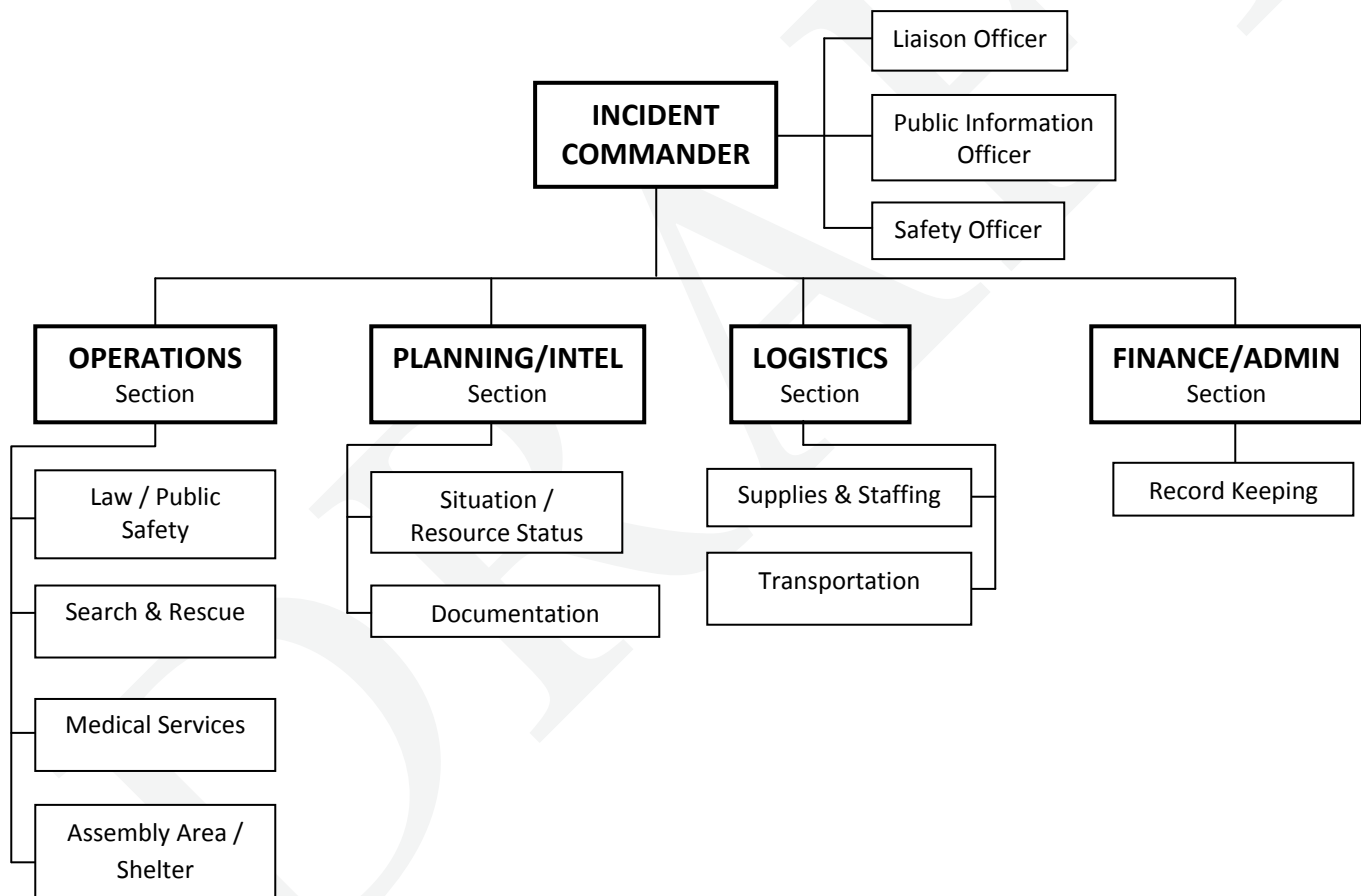 Liaison Officer
INCIDENT
COMMANDER
Public Information
Officer
Safety Officer
OPERATIONS
Section
PLANNING/INTEL
Section
LOGISTICS
Section
FINANCE/ADMIN
Section
Law / Public
Safety
Search & Rescue
Medical Services
Assembly Area /
Shelter
Situation /
Resource Status
Documentation
Supplies & Staffing
Transportation
Record Keeping
DRAFT